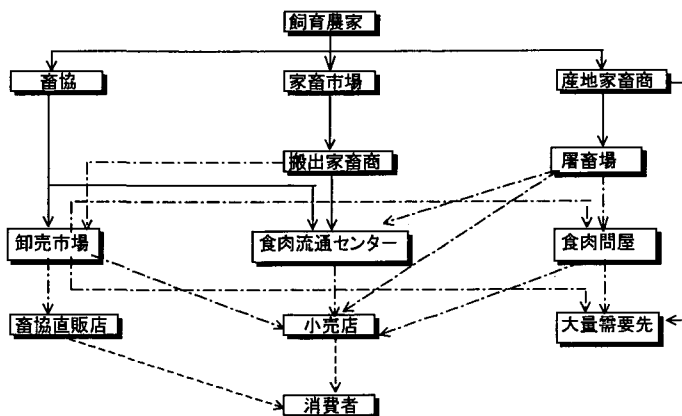 飼育農家
畜協
家畜市場
産地家畜商
搬出家畜商
屠畜場
卸売市場
食肉流通センター
食肉問屋
畜協直販店
小売店
大量需要先
消費者